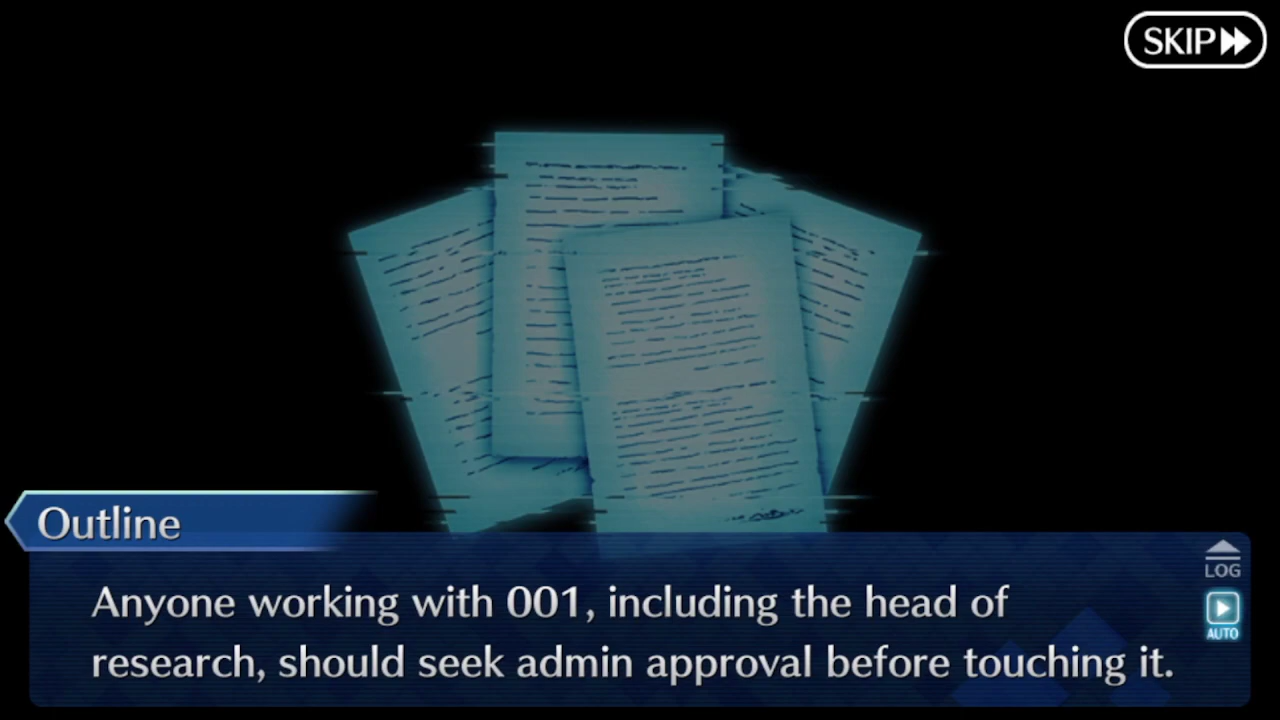 SKIP
Outline
Anyone working with 001, including the head of
research, should seek admin approval before touching it.
LOG
AUTO